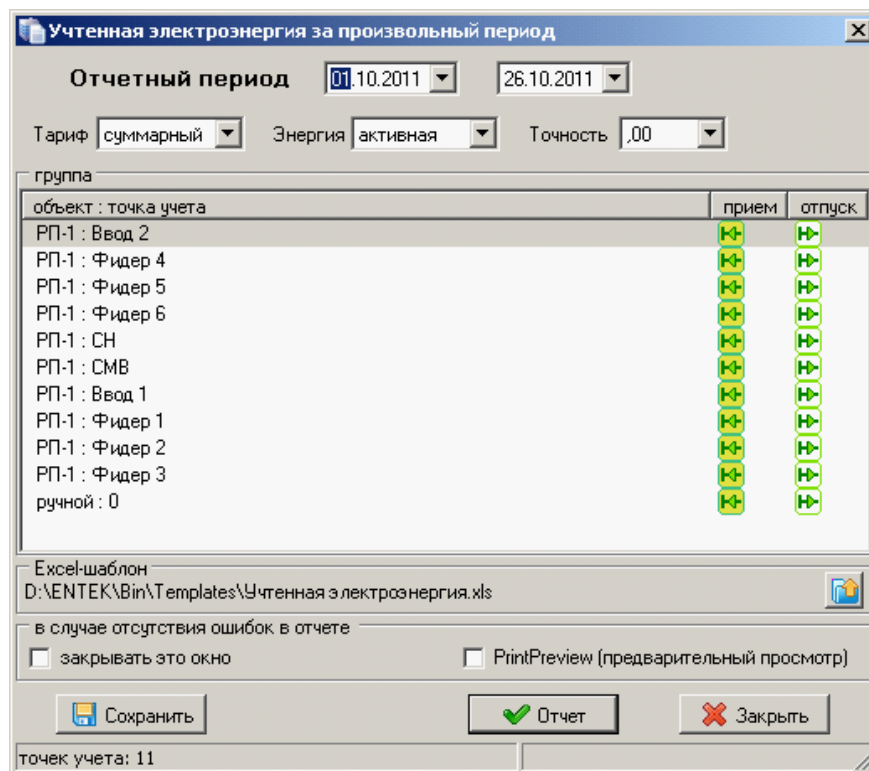 Учтенная электроэнергия за произвольный период
Отчетный период 01.10.2011 26.10.2011
Тариф суммарный Энергия активная Точность ,00
группа
объект : точка учета прием отпуск
РП-1 : Ввод 2
РП-1 : Фидер 4
РП-1 : Фидер 5
РП-1 : Фидер 6
РП-1 : СН
РП-1 : СМВ
РП-1 : Ввод 1
РП-1 : Фидер 1
РП-1 : Фидер 2
РП-1 : Фидер 3
ручной : 0
Excel-шаблон
D:\ENTEK\Bin\Templates\Учтенная электроэнергия.xls
в случае отсутствия ошибок в отчете
закрывать это окно PrintPreview (предварительный просмотр)
Сохранить Отчет Закрыть
точек учета: 11